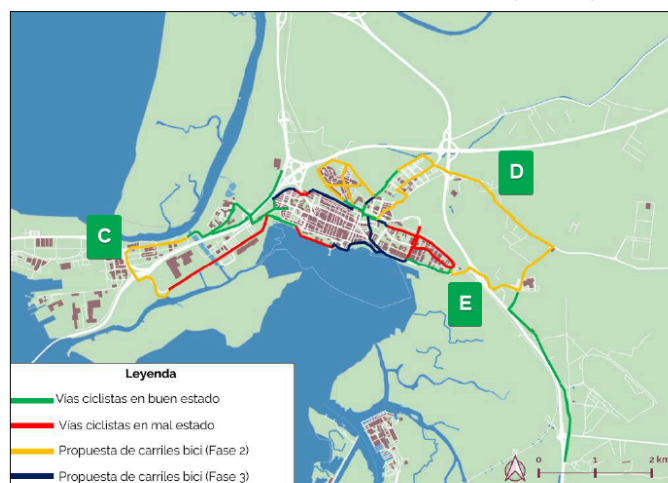 D
C
E
Leyenda
Vías ciclistas en buen estado
Vías ciclistas en mal estado
Propuesta de carriles bici (Fase 2)
Propuesta de carriles bici (Fase 3)
0 1 2 km